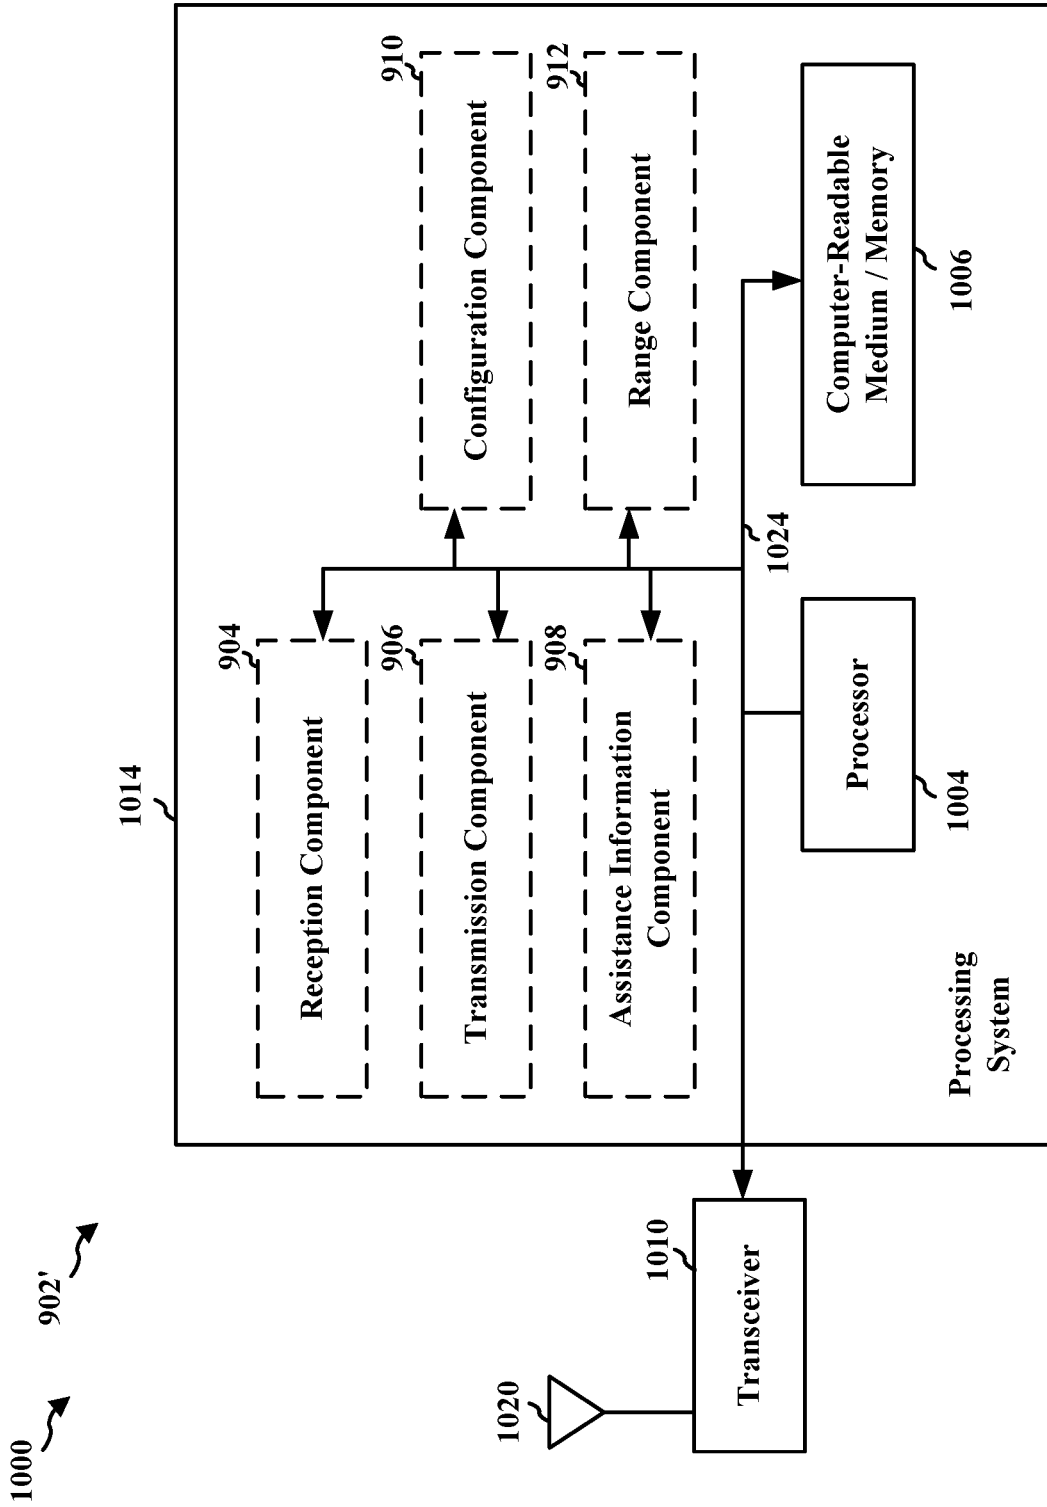 1000
902'
1014
904
Reception Component
906
Transmission Component
908
Assistance Information
Component
910
Configuration Component
912
Range Component
1020
1010
Transceiver
1024
Processor
1004
Computer-Readable
Medium / Memory
1006
Processing
System